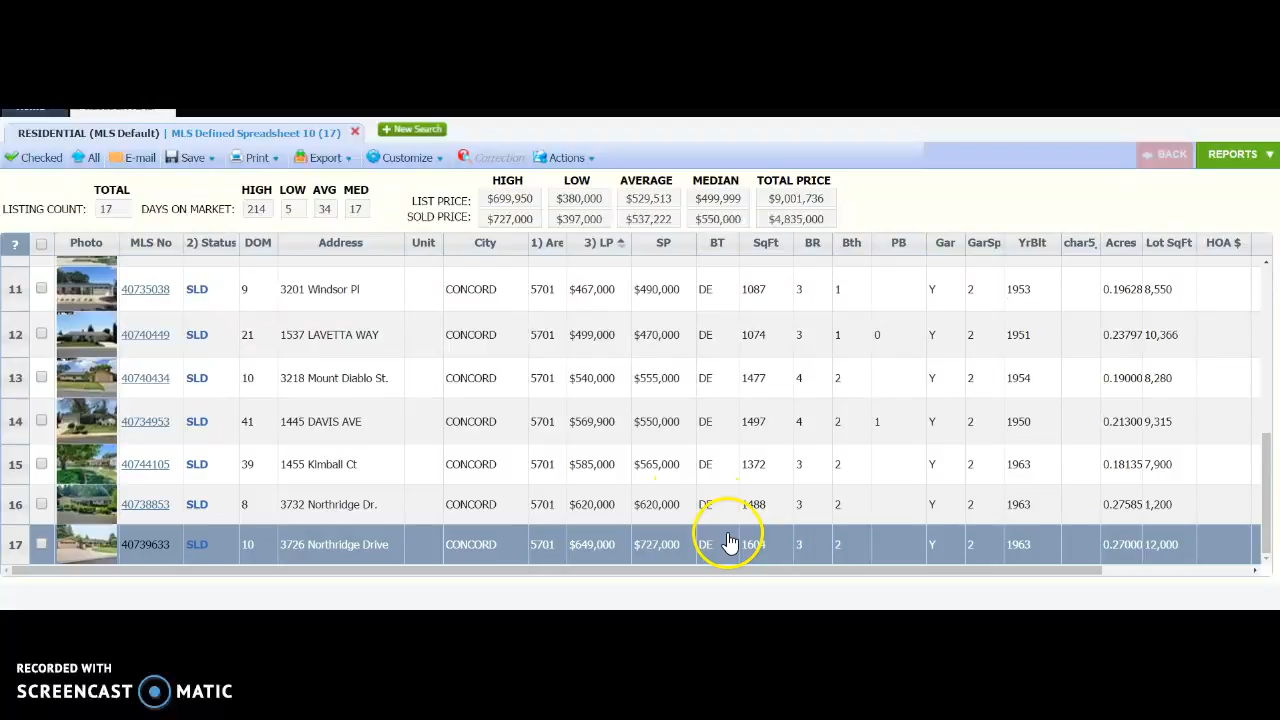 RESIDENTIAL (MLS Default) | MLS Defined Spreadsheet 10 (17) × + New Search
Checked All E-mail Save Print Export Customize Correction Actions BACK REPORTS
TOTAL HIGH LOW AVG MED HIGH LOW AVERAGE MEDIAN TOTAL PRICE
LISTING COUNT: 17 DAYS ON MARKET: 214 5 34 17
LIST PRICE: $699,950 $380,000 $529,513 $499,999 $9,001,736
SOLD PRICE: $727,000 $397,000 $537,222 $550,000 $4,835,000
? Photo MLS No 2) Status DOM Address Unit City 1) Are 3) LP SP BT SqFt BR Bth PB Gar GarSp YrBlt char5, Acres Lot SqFt HOA $
11 40735038 SLD 9 3201 Windsor Pl CONCORD 5701 $467,000 $490,000 DE 1087 3 1 Y 2 1953 0.19628 8,550
12 40740449 SLD 21 1537 LAVETTA WAY CONCORD 5701 $499,000 $470,000 DE 1074 3 1 0 Y 2 1951 0.23797 10,366
13 40740434 SLD 10 3218 Mount Diablo St. CONCORD 5701 $540,000 $555,000 DE 1477 4 2 Y 2 1954 0.19000 8,280
14 40734953 SLD 41 1445 DAVIS AVE CONCORD 5701 $569,900 $550,000 DE 1497 4 2 1 Y 2 1950 0.21300 9,315
15 40744105 SLD 39 1455 Kimball Ct CONCORD 5701 $585,000 $565,000 DE 1372 3 2 Y 2 1963 0.18135 7,900
16 40738853 SLD 8 3732 Northridge Dr. CONCORD 5701 $620,000 $620,000 DE 1488 3 2 Y 2 1963 0.27585 1,200
17 40739633 SLD 10 3726 Northridge Drive CONCORD 5701 $649,000 $727,000 DE 1604 3 2 Y 2 1963 0.27000 12,000
RECORDED WITH
SCREENCAST MATIC